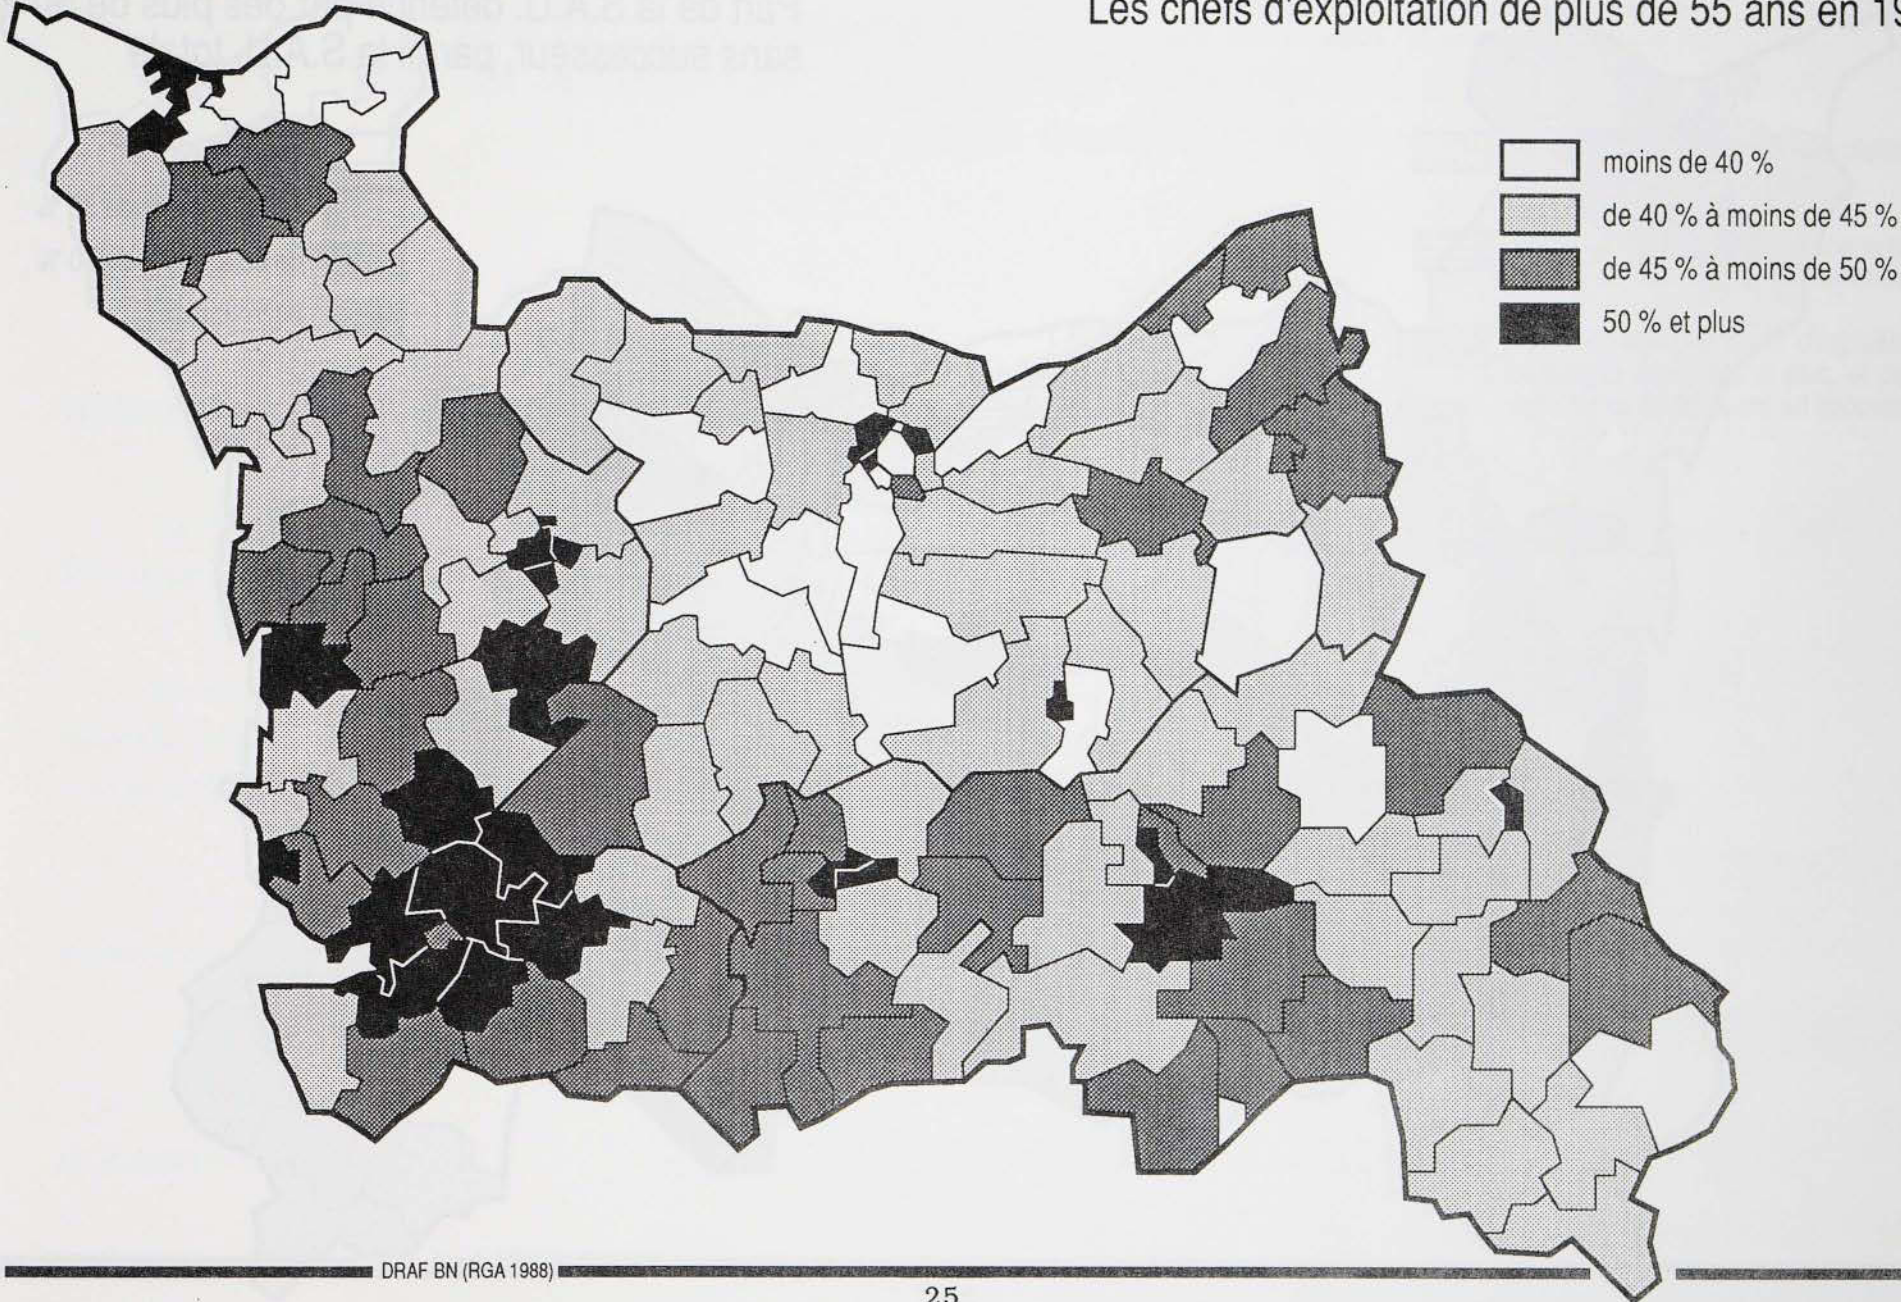 Les chefs d'exploitation de plus de 55 ans en
moins de 40 %
de 40 % à moins de 45 %
de 45 % à moins de 50 %
50 % et plus
DRAF BN (RGA 1988)
25